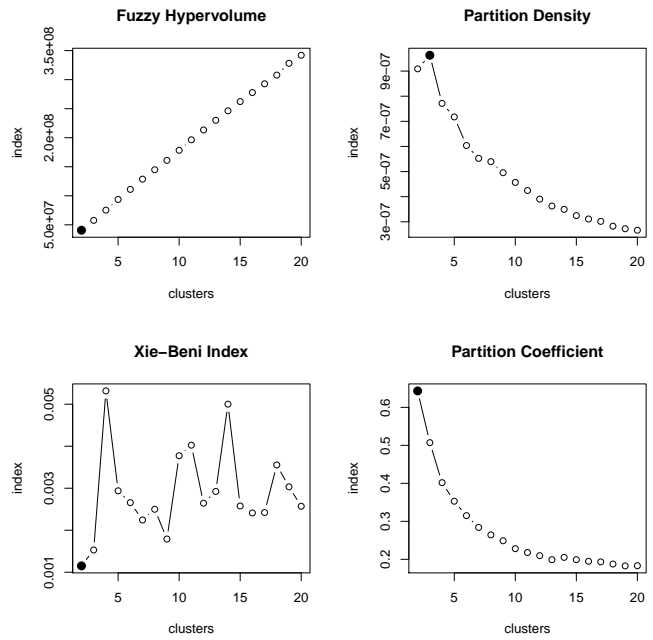 Fuzzy Hypervolume
index
5.0e+07 2.0e+08 3.5e+08
5 10 15 20
clusters
Partition Density
index
3e-07 5e-07 7e-07 9e-07
5 10 15 20
clusters
Xie-Beni Index
index
0.001 0.003 0.005
5 10 15 20
clusters
Partition Coefficient
index
0.2 0.3 0.4 0.5 0.6
5 10 15 20
clusters